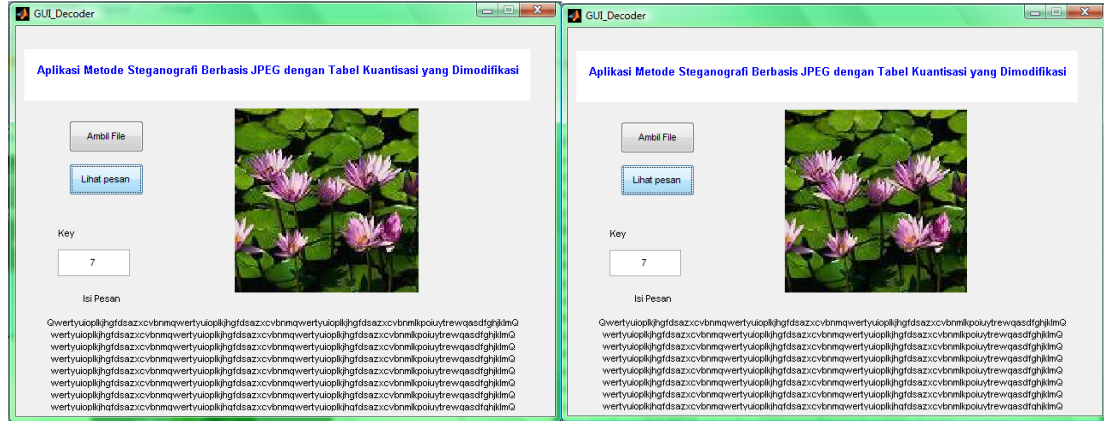 GUI_Decoder
Aplikasi Metode Steganografi Berbasis JPEG dengan Tabel Kuantisasi yang Dimodifikasi
Ambil File
Lihat pesan
Key
7
Isi Pesan
QwertyuioplkjhgfdsazxcvbnmqwertyuioplkjhgfdsazxcvbnmqwertyuioplkjhgfdsazxcvbnmlkpoiuytrewqasdfghjklmQ
wertyuioplkjhgfdsazxcvbnmqwertyuioplkjhgfdsazxcvbnmqwertyuioplkjhgfdsazxcvbnmlkpoiuytrewqasdfghjklmQ
wertyuioplkjhgfdsazxcvbnmqwertyuioplkjhgfdsazxcvbnmqwertyuioplkjhgfdsazxcvbnmlkpoiuytrewqasdfghjklmQ
wertyuioplkjhgfdsazxcvbnmqwertyuioplkjhgfdsazxcvbnmqwertyuioplkjhgfdsazxcvbnmlkpoiuytrewqasdfghjklmQ
wertyuioplkjhgfdsazxcvbnmqwertyuioplkjhgfdsazxcvbnmqwertyuioplkjhgfdsazxcvbnmlkpoiuytrewqasdfghjklmQ
wertyuioplkjhgfdsazxcvbnmqwertyuioplkjhgfdsazxcvbnmqwertyuioplkjhgfdsazxcvbnmlkpoiuytrewqasdfghjklmQ
wertyuioplkjhgfdsazxcvbnmqwertyuioplkjhgfdsazxcvbnmqwertyuioplkjhgfdsazxcvbnmlkpoiuytrewqasdfghjklmQ
wertyuioplkjhgfdsazxcvbnmqwertyuioplkjhgfdsazxcvbnmqwertyuioplkjhgfdsazxcvbnmlkpoiuytrewqasdfghjklmQ
GUI_Decoder
Aplikasi Metode Steganografi Berbasis JPEG dengan Tabel Kuantisasi yang Dimodifikasi
Ambil File
Lihat pesan
Key
7
Isi Pesan
QwertyuioplkjhgfdsazxcvbnmqwertyuioplkjhgfdsazxcvbnmqwertyuioplkjhgfdsazxcvbnmlkpoiuytrewqasdfghjklmQ
wertyuioplkjhgfdsazxcvbnmqwertyuioplkjhgfdsazxcvbnmqwertyuioplkjhgfdsazxcvbnmlkpoiuytrewqasdfghjklmQ
wertyuioplkjhgfdsazxcvbnmqwertyuioplkjhgfdsazxcvbnmqwertyuioplkjhgfdsazxcvbnmlkpoiuytrewqasdfghjklmQ
wertyuioplkjhgfdsazxcvbnmqwertyuioplkjhgfdsazxcvbnmqwertyuioplkjhgfdsazxcvbnmlkpoiuytrewqasdfghjklmQ
wertyuioplkjhgfdsazxcvbnmqwertyuioplkjhgfdsazxcvbnmqwertyuioplkjhgfdsazxcvbnmlkpoiuytrewqasdfghjklmQ
wertyuioplkjhgfdsazxcvbnmqwertyuioplkjhgfdsazxcvbnmqwertyuioplkjhgfdsazxcvbnmlkpoiuytrewqasdfghjklmQ
wertyuioplkjhgfdsazxcvbnmqwertyuioplkjhgfdsazxcvbnmqwertyuioplkjhgfdsazxcvbnmlkpoiuytrewqasdfghjklmQ
wertyuioplkjhgfdsazxcvbnmqwertyuioplkjhgfdsazxcvbnmqwertyuioplkjhgfdsazxcvbnmlkpoiuytrewqasdfghjklmQ